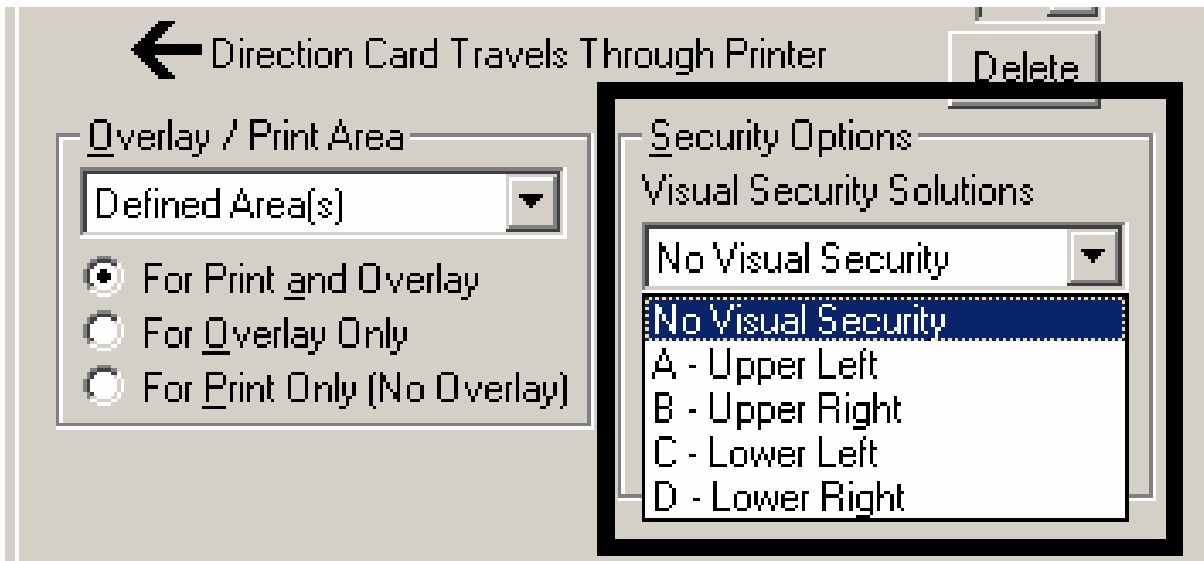 Direction Card Travels Through Printer
Delete
Overlay / Print Area
Defined Area(s)
For Print and Overlay
For Overlay Only
For Print Only (No Overlay)
Security Options
Visual Security Solutions
No Visual Security
No Visual Security
A - Upper Left
B - Upper Right
C - Lower Left
D - Lower Right